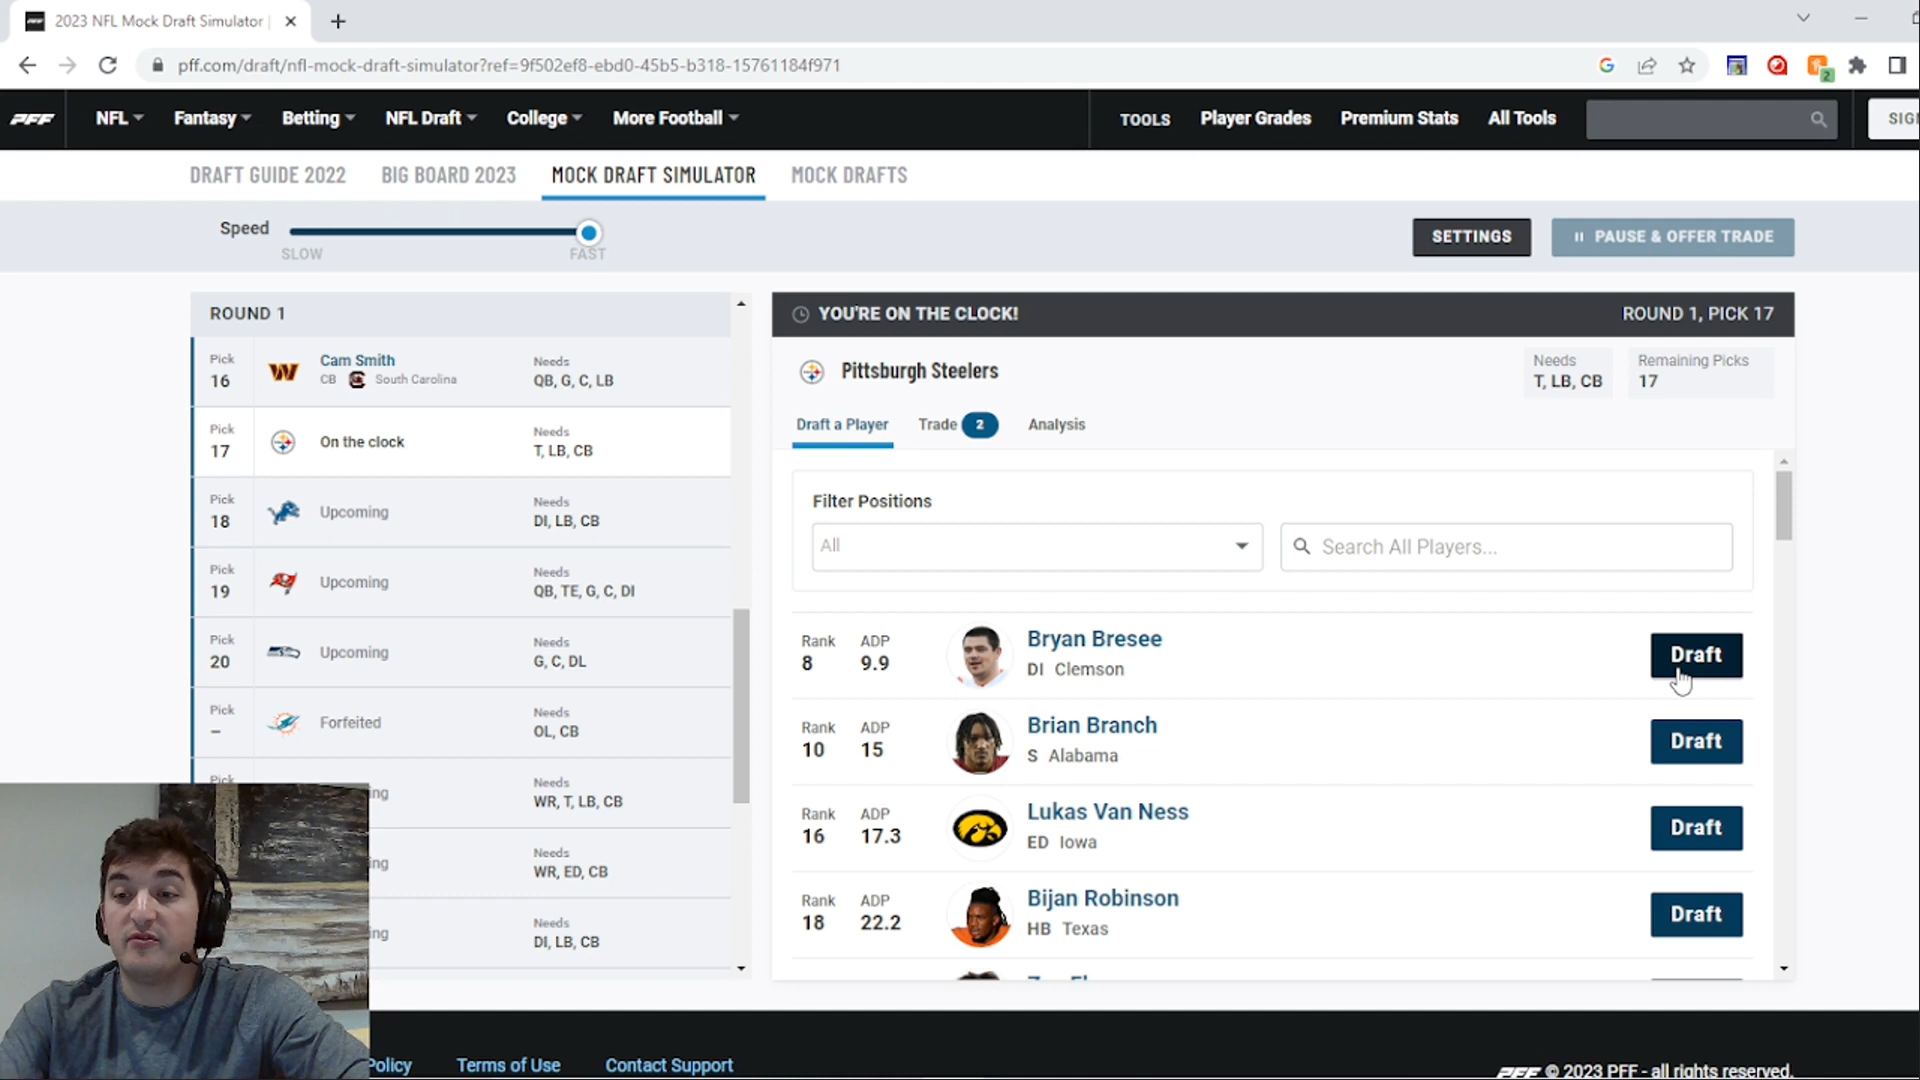 2023 NFL Mock Draft Simulator |
pff.com/draft/nfl-mock-draft-simulator?ref=9f502ef8-ebd0-45b5-b318-15761184f971
2
PFF NFL Fantasy Betting NFL Draft College More Football TOOLS Player Grades Premium Stats All Tools SIG
DRAFT GUIDE 2022 BIG BOARD 2023 MOCK DRAFT SIMULATOR MOCK DRAFTS
Speed
SLOW FAST
SETTINGS PAUSE & OFFER TRADE
ROUND 1
Pick 16 Cam Smith CB South Carolina Needs QB, G, C, LB
Pick 17 On the clock Needs T, LB, CB
Pick 18 Upcoming Needs DI, LB, CB
Pick 19 Upcoming Needs QB, TE, G, C, DI
Pick 20 Upcoming Needs G, C, DL
Pick – Forfeited Needs OL, CB
Pick ng Needs WR, T, LB, CB
ng Needs WR, ED, CB
ng Needs DI, LB, CB
YOU'RE ON THE CLOCK! ROUND 1, PICK 17
Pittsburgh Steelers
Needs T, LB, CB
Remaining Picks 17
Draft a Player Trade 2 Analysis
Filter Positions
All Search All Players...
Rank 8 ADP 9.9 Bryan Bresee DI Clemson Draft
Rank 10 ADP 15 Brian Branch S Alabama Draft
Rank 16 ADP 17.3 Lukas Van Ness ED Iowa Draft
Rank 18 ADP 22.2 Bijan Robinson HB Texas Draft
Policy Terms of Use Contact Support
PFF © 2023 PFF - all rights reserved.